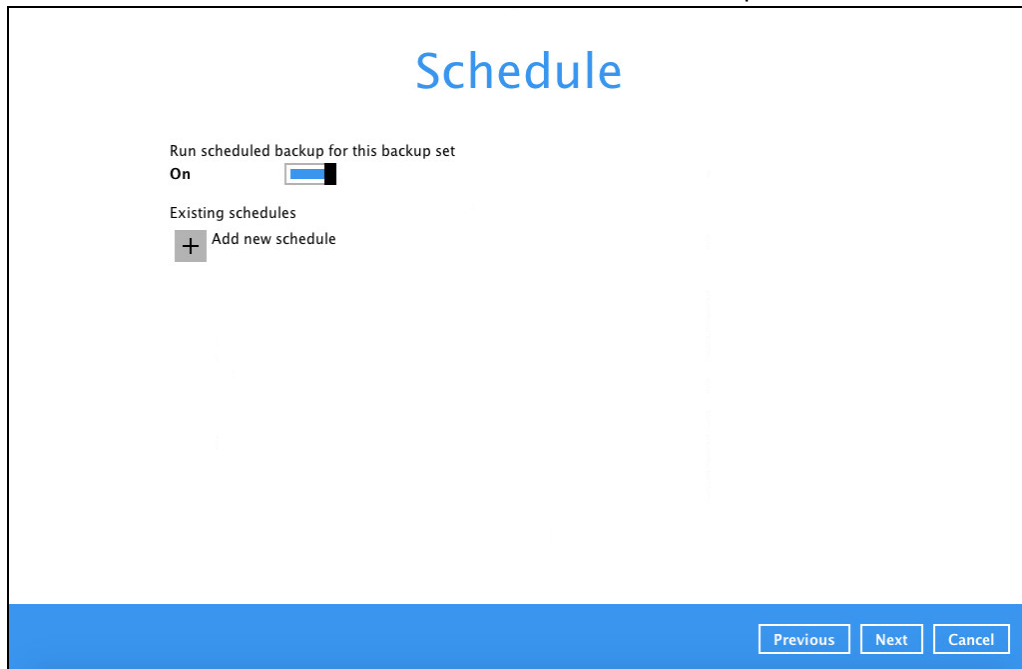 Schedule
Run scheduled backup for this backup set
On
Existing schedules
+ Add new schedule
Previous Next Cancel